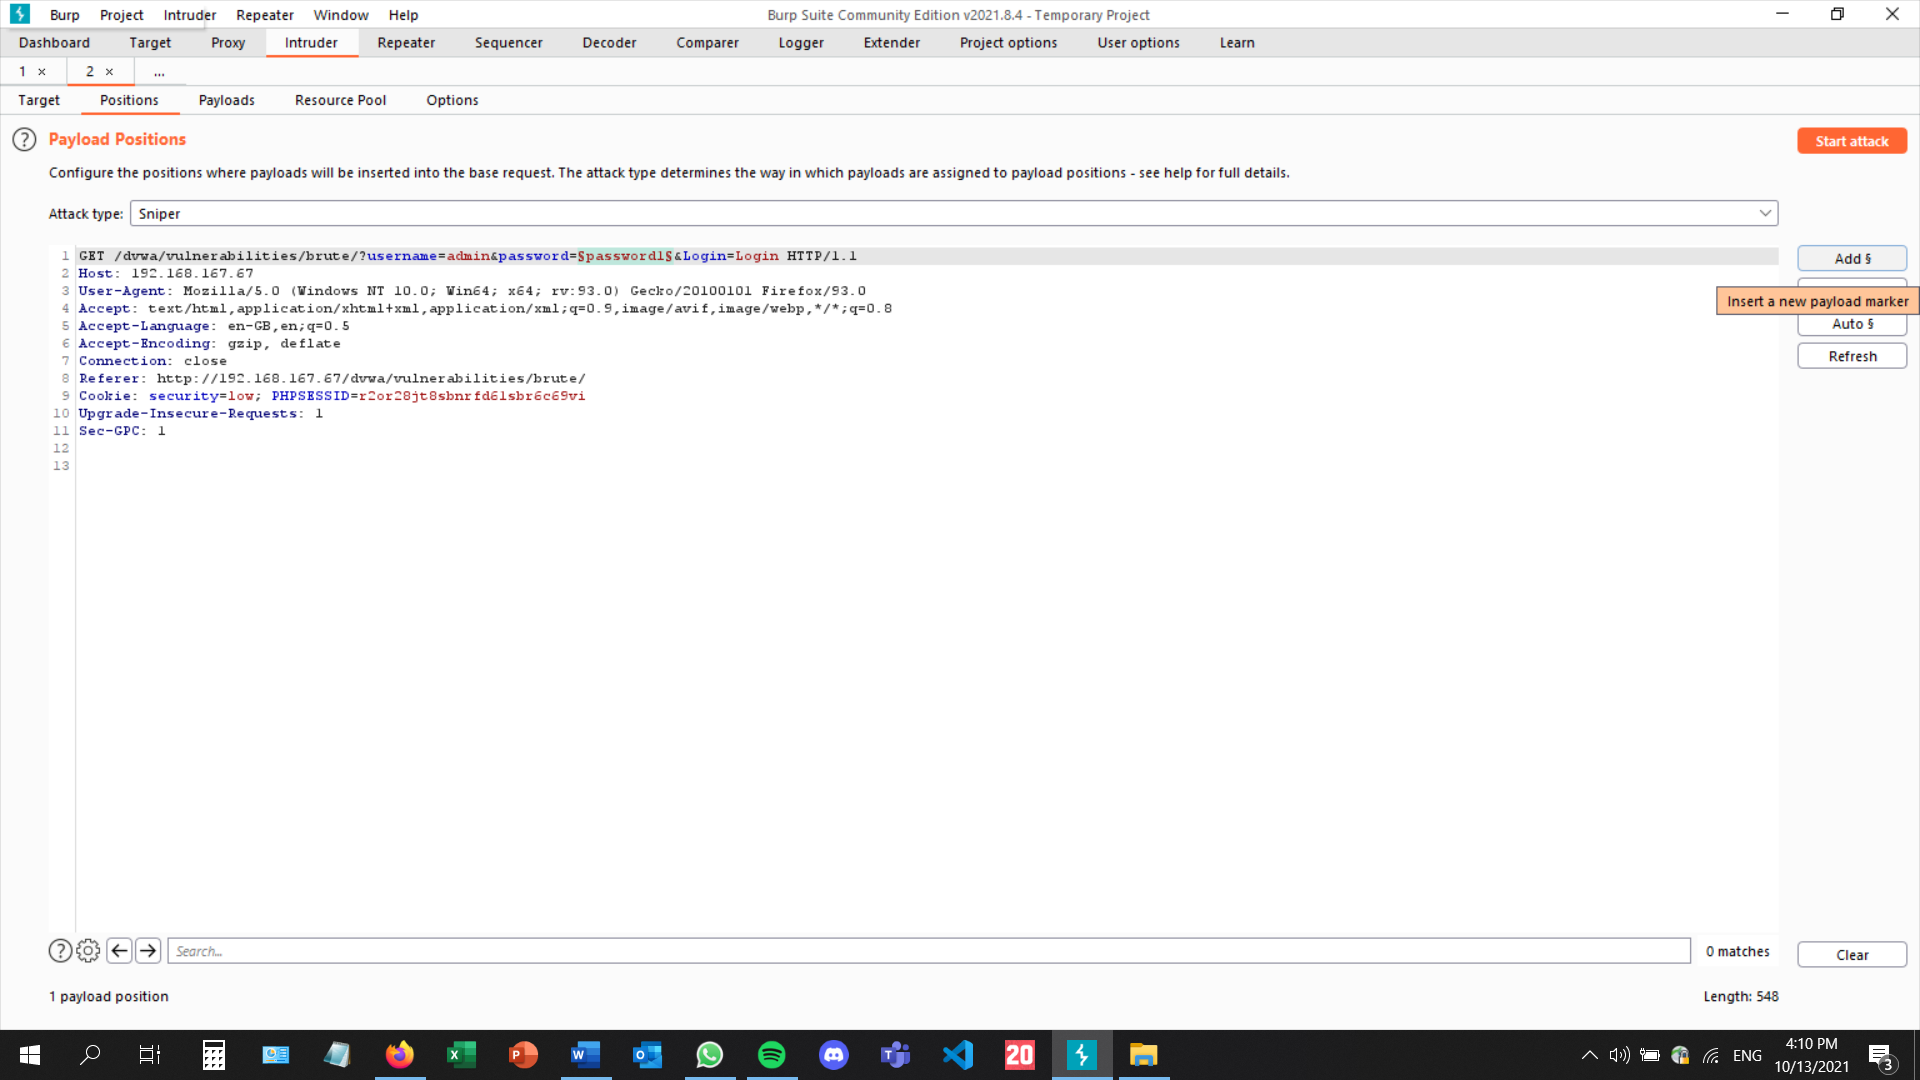 Burp Project Intruder Repeater Window Help
Burp Suite Community Edition v2021.8.4 - Temporary Project
Dashboard Target Proxy Intruder Repeater Sequencer Decoder Comparer Logger Extender Project options User options Learn
1 × 2 × ...
Target Positions Payloads Resource Pool Options
? Payload Positions
Start attack
Configure the positions where payloads will be inserted into the base request. The attack type determines the way in which payloads are assigned to payload positions - see help for full details.
Attack type: Sniper
1 GET /dvwa/vulnerabilities/brute/?username=admin&password=§password1§&Login=Login HTTP/1.1
2 Host: 192.168.167.67
3 User-Agent: Mozilla/5.0 (Windows NT 10.0; Win64; x64; rv:93.0) Gecko/20100101 Firefox/93.0
4 Accept: text/html,application/xhtml+xml,application/xml;q=0.9,image/avif,image/webp,*/*;q=0.8
5 Accept-Language: en-GB,en;q=0.5
6 Accept-Encoding: gzip, deflate
7 Connection: close
8 Referer: http://192.168.167.67/dvwa/vulnerabilities/brute/
9 Cookie: security=low; PHPSESSID=r2or28jt8sbnrfd6lsbr6c69vi
10 Upgrade-Insecure-Requests: 1
11 Sec-GPC: 1
12
13
Add §
Insert a new payload marker
Auto §
Refresh
? Search... 0 matches
Clear
1 payload position
Length: 548
20
ENG
4:10 PM
10/13/2021
3